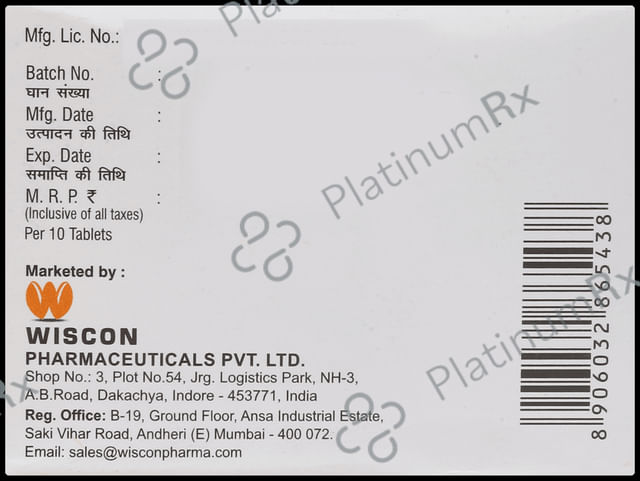 Mfg. Lic. No.:
Batch No. :
घान संख्या
Mfg. Date :
उत्पादन की तिथि
Exp. Date :
समाप्ति की तिथि
M. R. P. ₹ :
(Inclusive of all taxes)
Per 10 Tablets
Marketed by :
WISCON
PHARMACEUTICALS PVT. LTD.
Shop No.: 3, Plot No.54, Jrg. Logistics Park, NH-3,
A.B.Road, Dakachya, Indore - 453771, India
Reg. Office: B-19, Ground Floor, Ansa Industrial Estate,
Saki Vihar Road, Andheri (E) Mumbai - 400 072.
Email: sales@wisconpharma.com
8 906032 865438
PlatinumRx
PlatinumRx